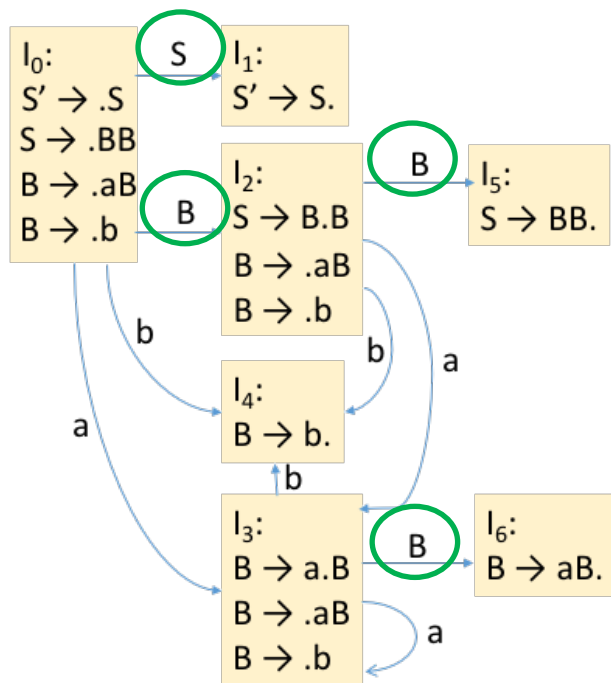 I₀:
S' → .S
S → .BB
B → .aB
B → .b
S
I₁:
S' → S.
B
I₂:
S → B.B
B → .aB
B → .b
B
I₅:
S → BB.
b
b
a
a
I₄:
B → b.
b
I₃:
B → a.B
B → .aB
B → .b
B
I₆:
B → aB.
a